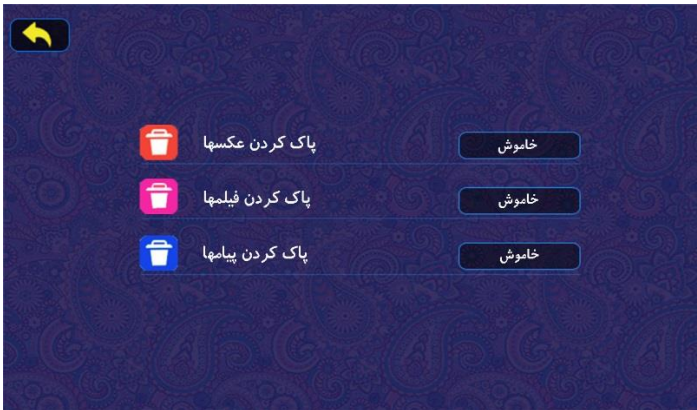 پاک کردن عکسها خاموش
پاک کردن فیلمها خاموش
پاک کردن پیامها خاموش